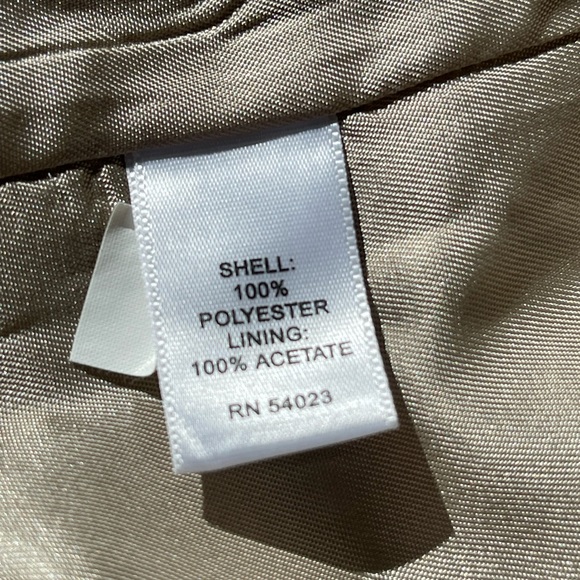 SHELL:
100%
POLYESTER
LINING:
100% ACETATE
RN 54023